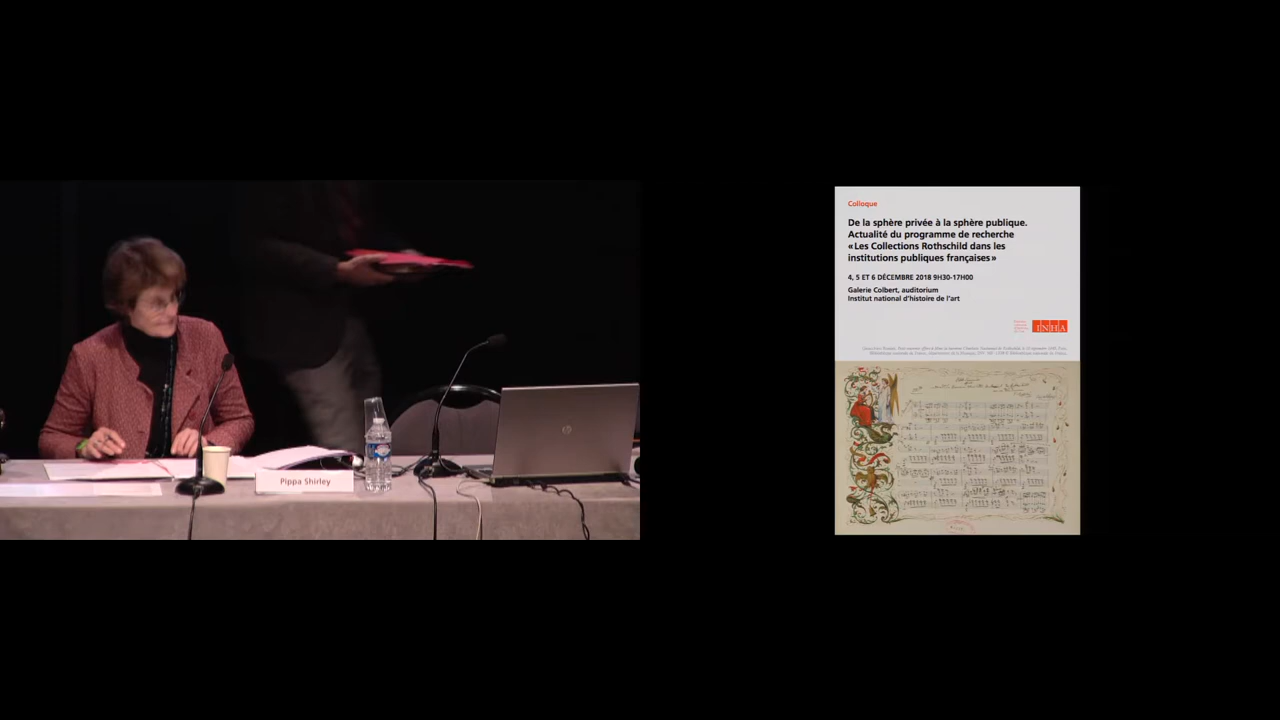 Pippa Shirley
Colloque
De la sphère privée à la sphère publique.
Actualité du programme de recherche
«Les Collections Rothschild dans les
institutions publiques françaises»
4, 5 ET 6 DÉCEMBRE 2018 9H30-17H00
Galerie Colbert, auditorium
Institut national d'histoire de l'art
INHA